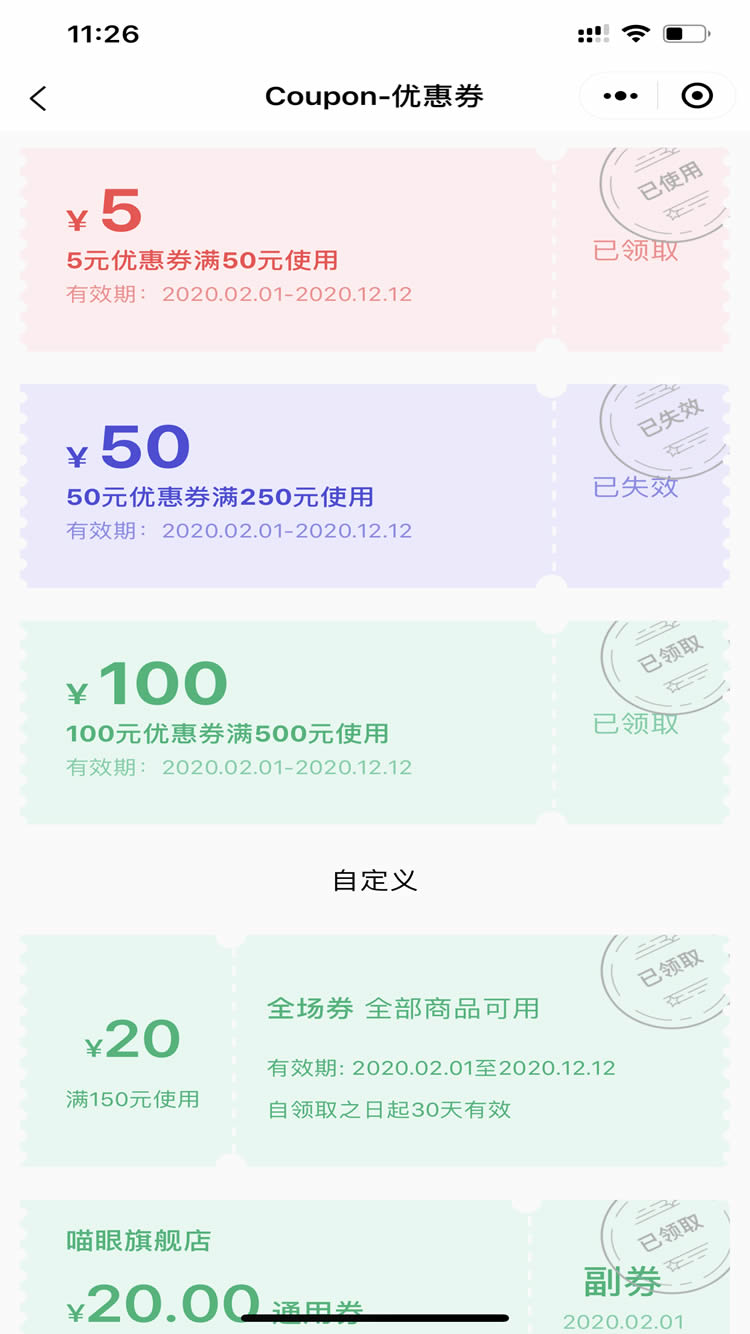 11:26
Coupon-优惠券
¥ 5
5元优惠券满50元使用
有效期： 2020.02.01-2020.12.12
已使用
已领取
¥ 50
50元优惠券满250元使用
有效期： 2020.02.01-2020.12.12
已失效
已失效
¥ 100
100元优惠券满500元使用
有效期： 2020.02.01-2020.12.12
已领取
已领取
自定义
¥20
满150元使用
全场券 全部商品可用
有效期: 2020.02.01至2020.12.12
自领取之日起30天有效
已领取
喵眼旗舰店
¥20.00 通用券
已领取
副券
2020.02.01